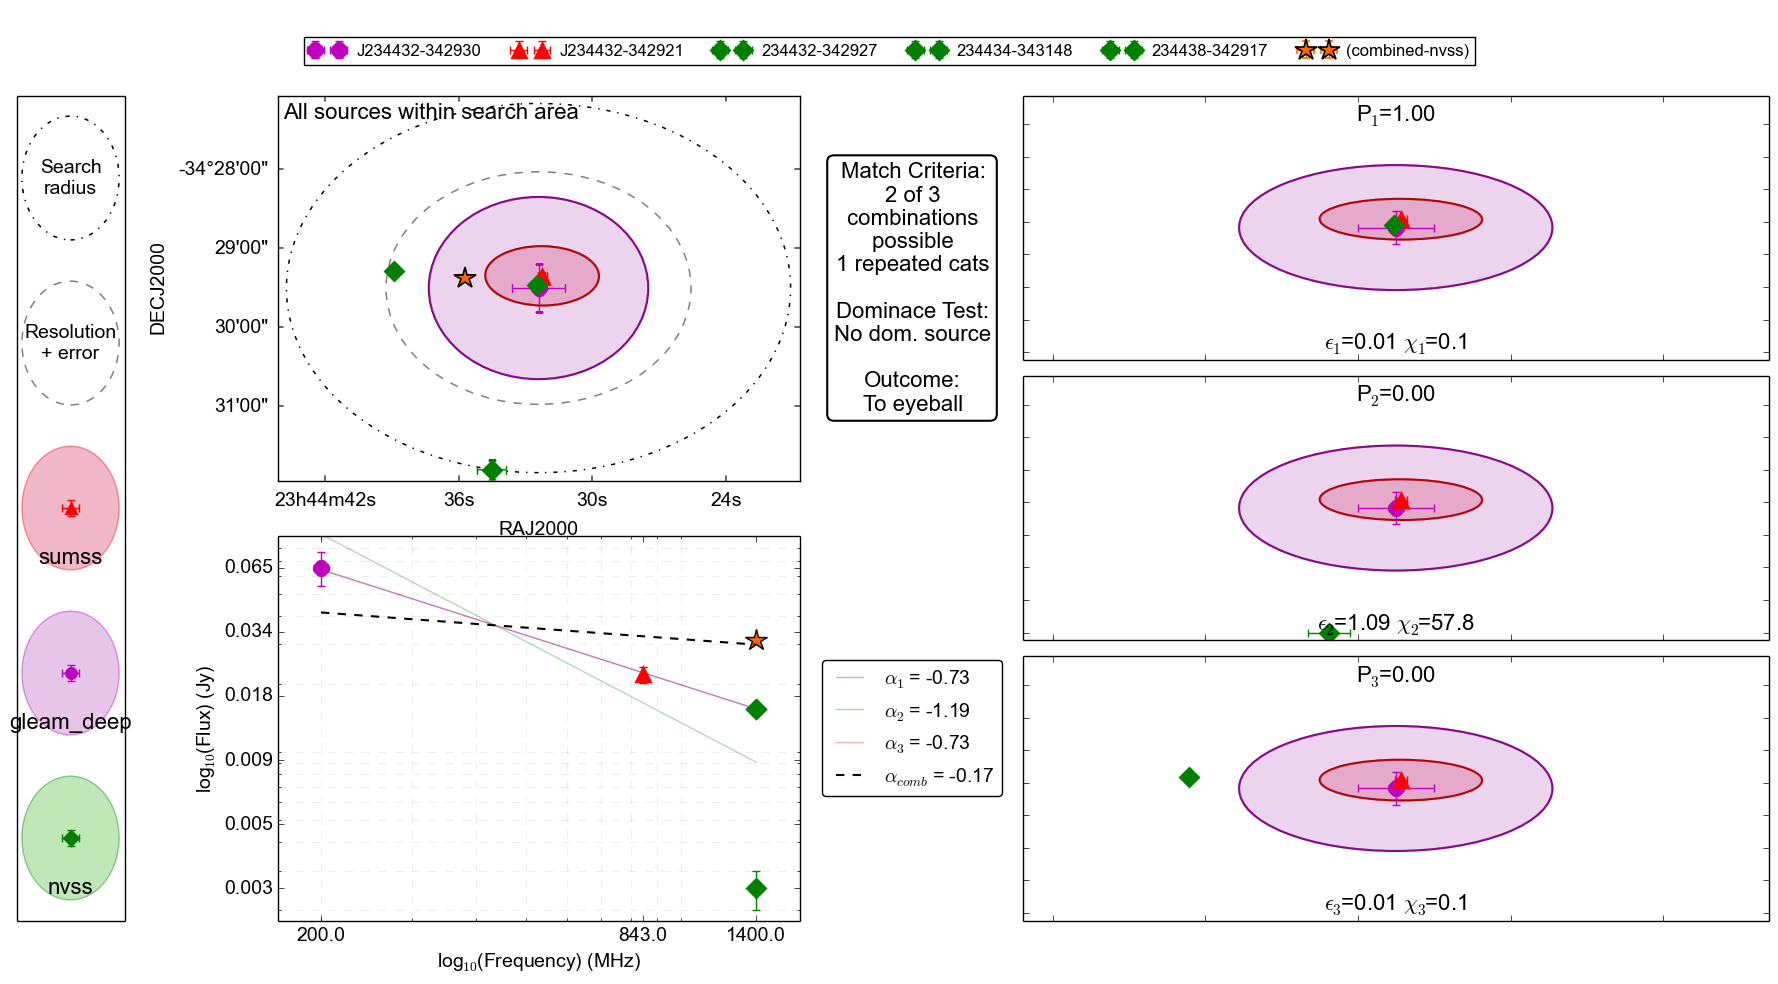 J234432-342930 J234432-342921 234432-342927 234434-343148 234438-342917 (combined-nvss)
Search
radius
Resolution
+ error
sumss
gleam_deep
nvss
All sources within search area
DECJ2000
-34°28'00"
29'00"
30'00"
31'00"
23h44m42s 36s 30s 24s
RAJ2000
Match Criteria:
2 of 3
combinations
possible
1 repeated cats
Dominace Test:
No dom. source
Outcome:
To eyeball
log₁₀(Flux) (Jy)
0.065
0.034
0.018
0.009
0.005
0.003
200.0 843.0 1400.0
log₁₀(Frequency) (MHz)
α₁ = -0.73
α₂ = -1.19
α₃ = -0.73
α_comb = -0.17
P₁=1.00
ϵ₁=0.01 χ₁=0.1
P₂=0.00
ϵ₂=1.09 χ₂=57.8
P₃=0.00
ϵ₃=0.01 χ₃=0.1